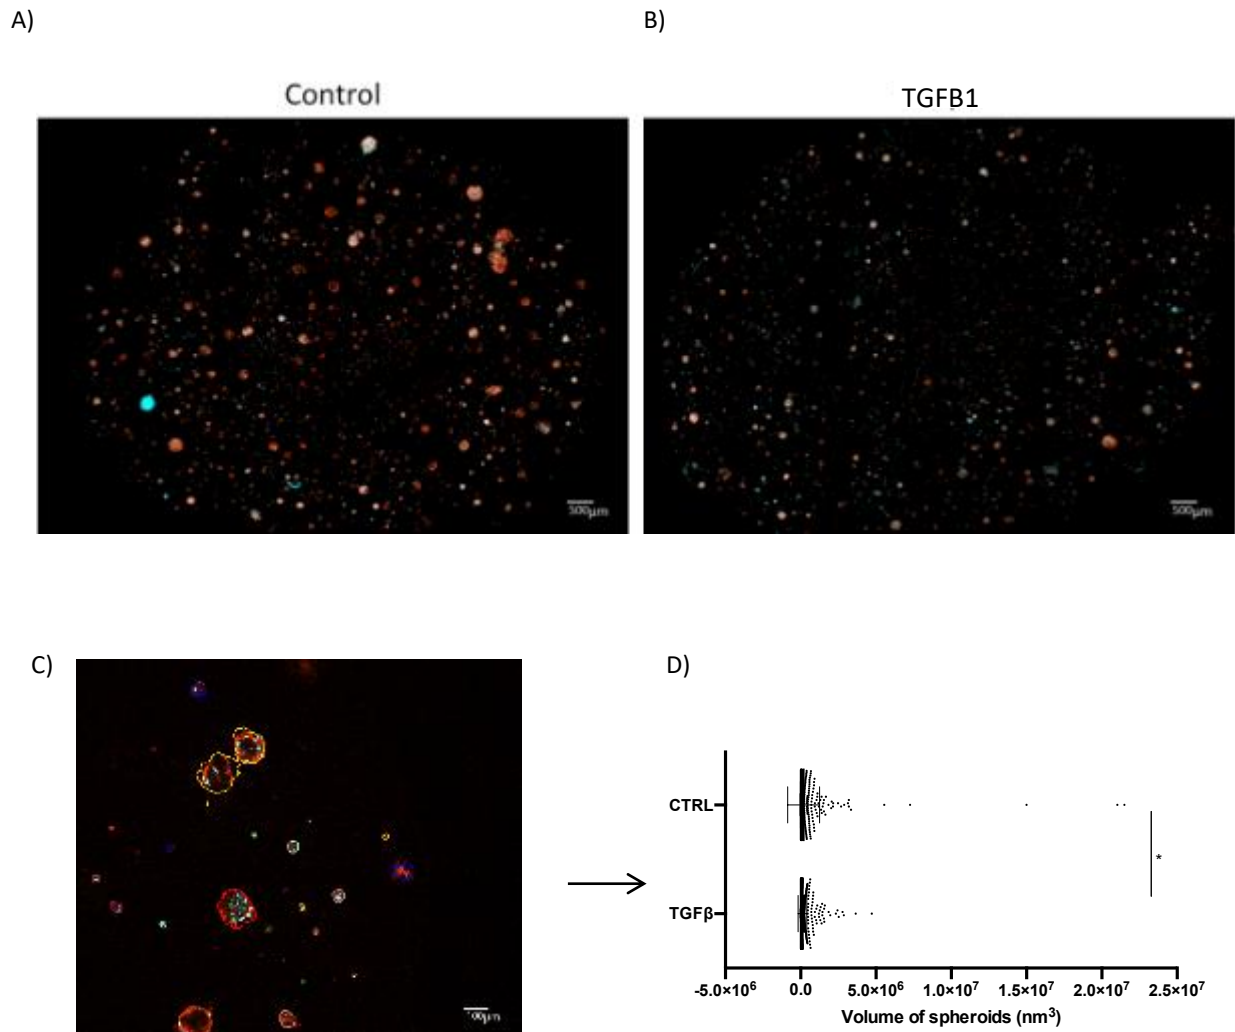 A)
B)
Control
TGFB1
500µm
500µm
C)
D)
100µm
CTRL
*
TGFβ
-5.0×10⁶ 0.0 5.0×10⁶ 1.0×10⁷ 1.5×10⁷ 2.0×10⁷ 2.5×10⁷
Volume of spheroids (nm³)